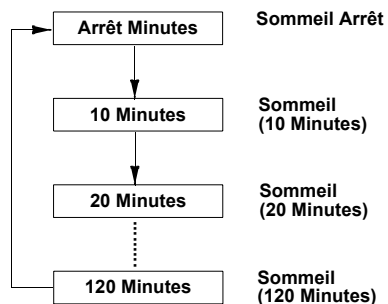 Arrêt Minutes
Sommeil Arrêt
10 Minutes
Sommeil
(10 Minutes)
20 Minutes
Sommeil
(20 Minutes)
120 Minutes
Sommeil
(120 Minutes)